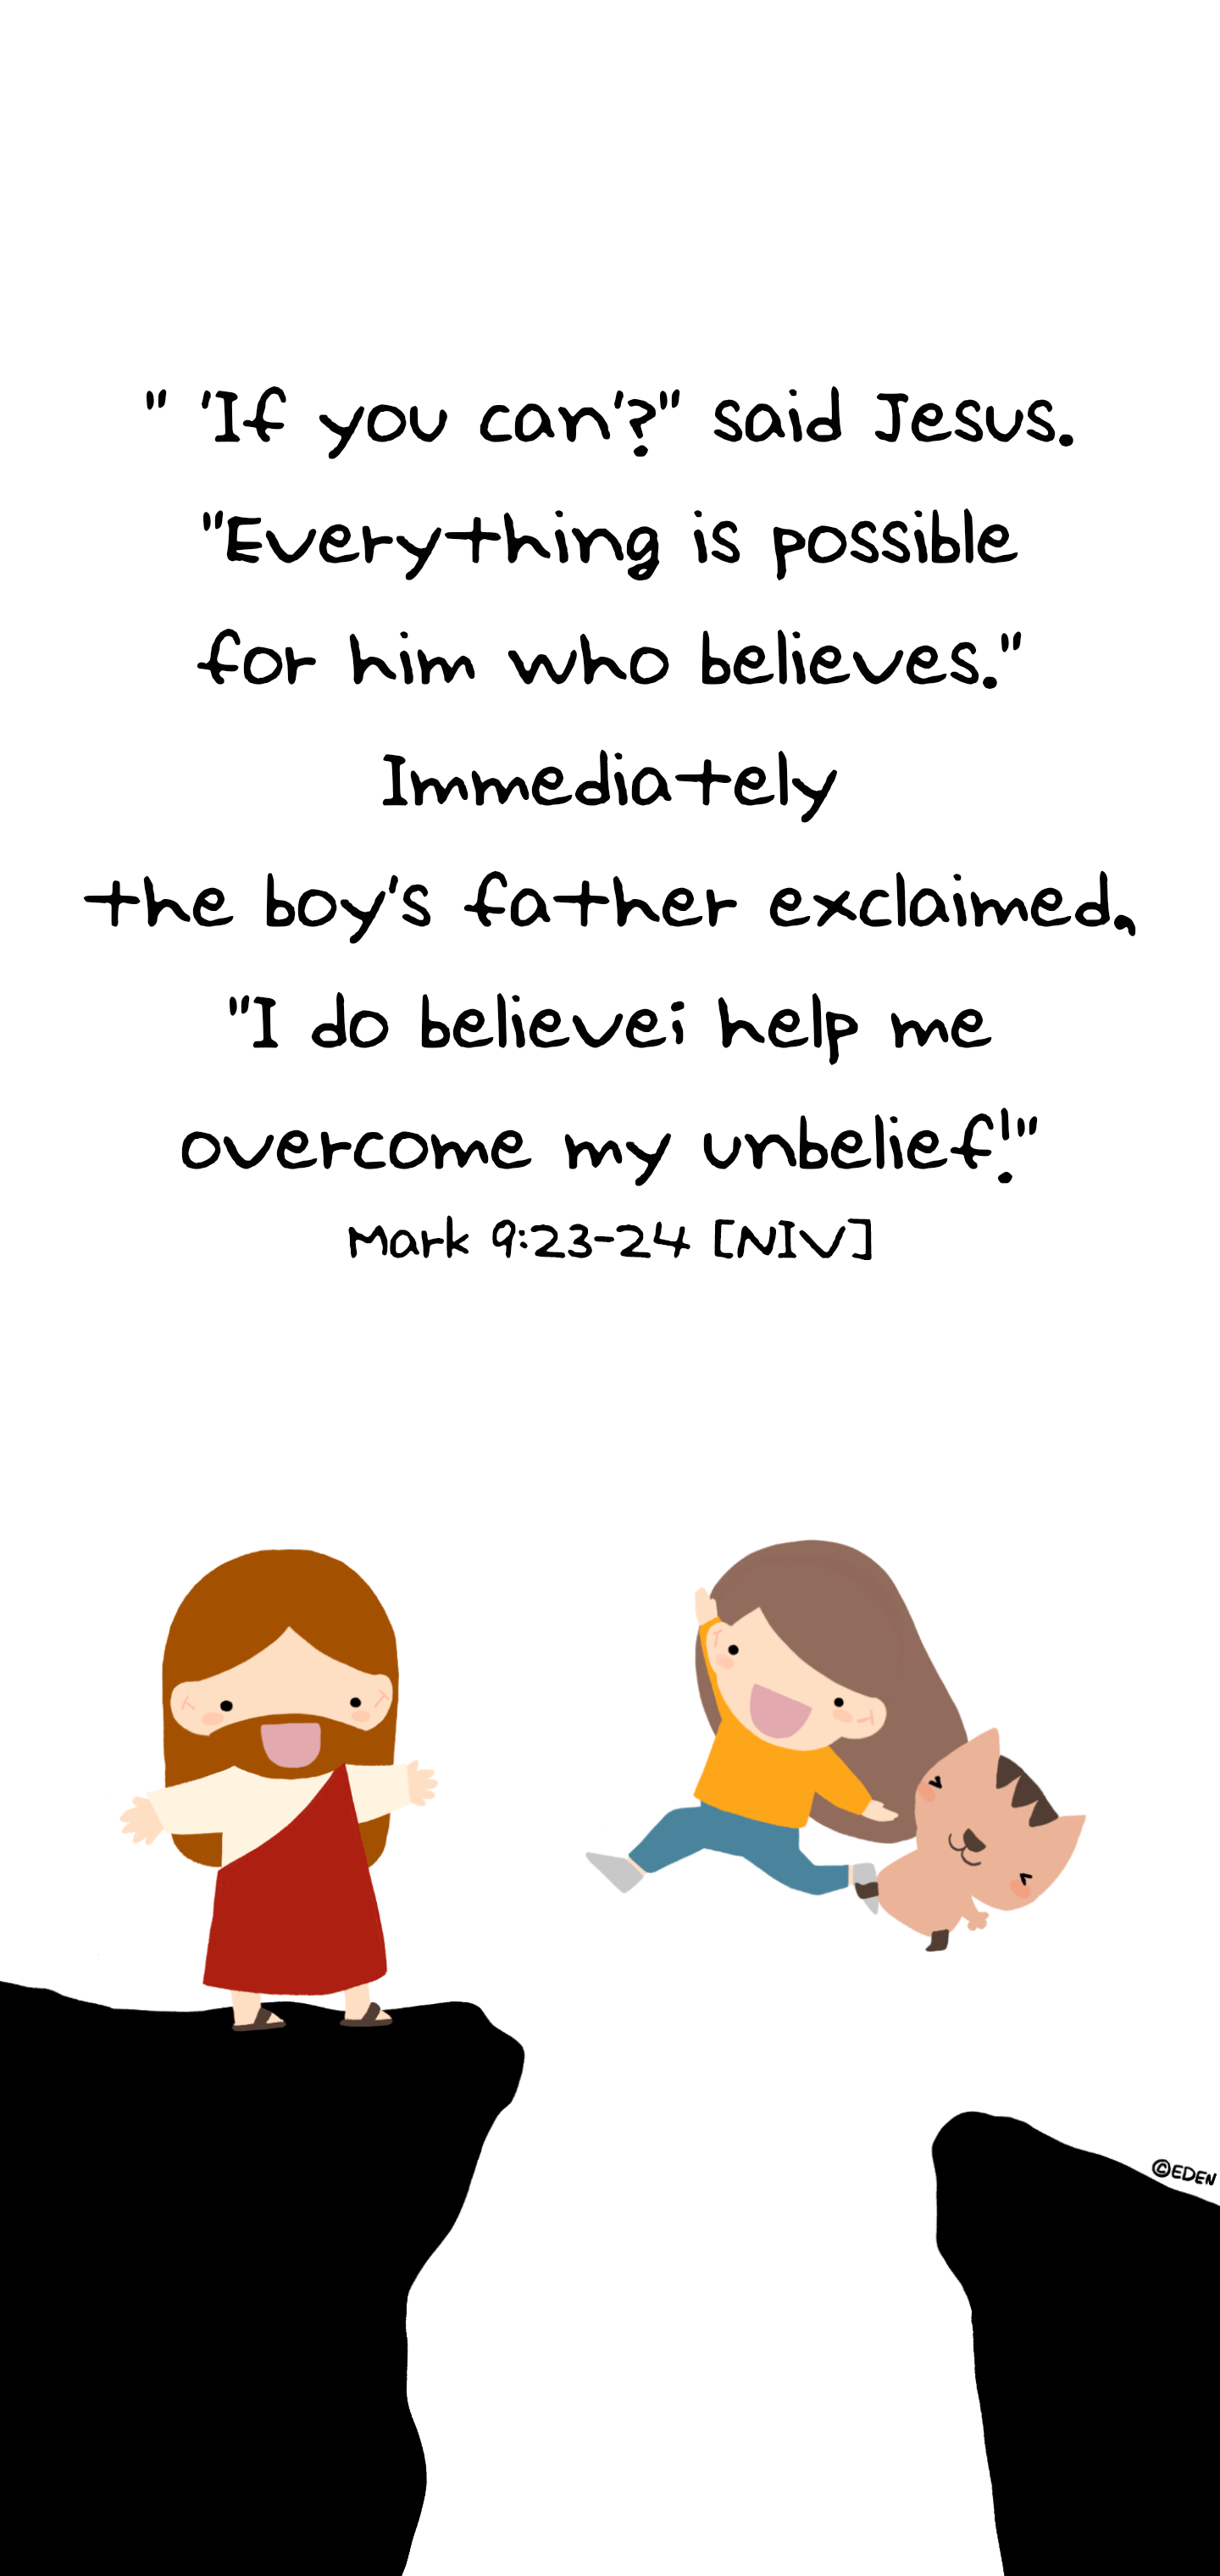 " 'If you can'?" said Jesus.
"Everything is possible
for him who believes."
Immediately
the boy's father exclaimed,
"I do believe; help me
overcome my unbelief!"
Mark 9:23-24 [NIV]
©EDEN